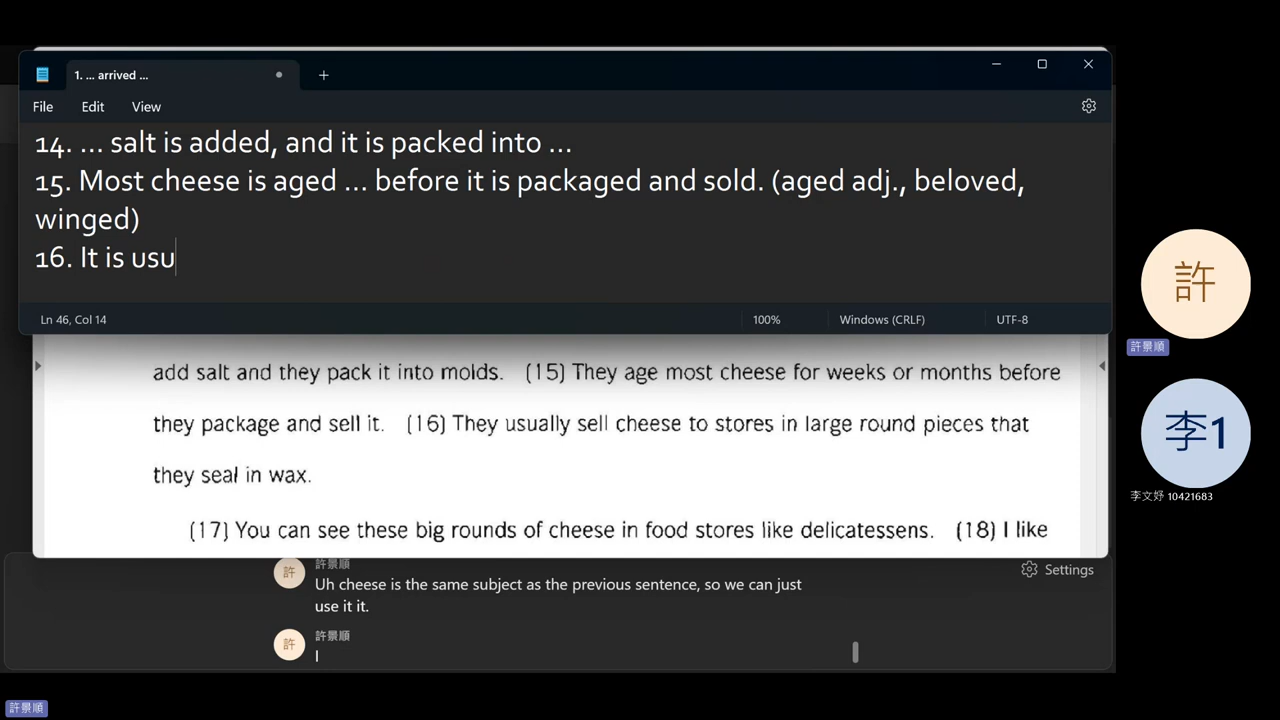 1. ... arrived ...
File Edit View
14. ... salt is added, and it is packed into ...
15. Most cheese is aged ... before it is packaged and sold. (aged adj., beloved,
winged)
16. It is usu
Ln 46, Col 14 100% Windows (CRLF) UTF-8
add salt and they pack it into molds. (15) They age most cheese for weeks or months before
they package and sell it. (16) They usually sell cheese to stores in large round pieces that
they seal in wax.
(17) You can see these big rounds of cheese in food stores like delicatessens. (18) I like
許 許景順
Uh cheese is the same subject as the previous sentence, so we can just
use it it.
Settings
許 許景順
I
許
許景順
李1
李文妤 10421683
許景順